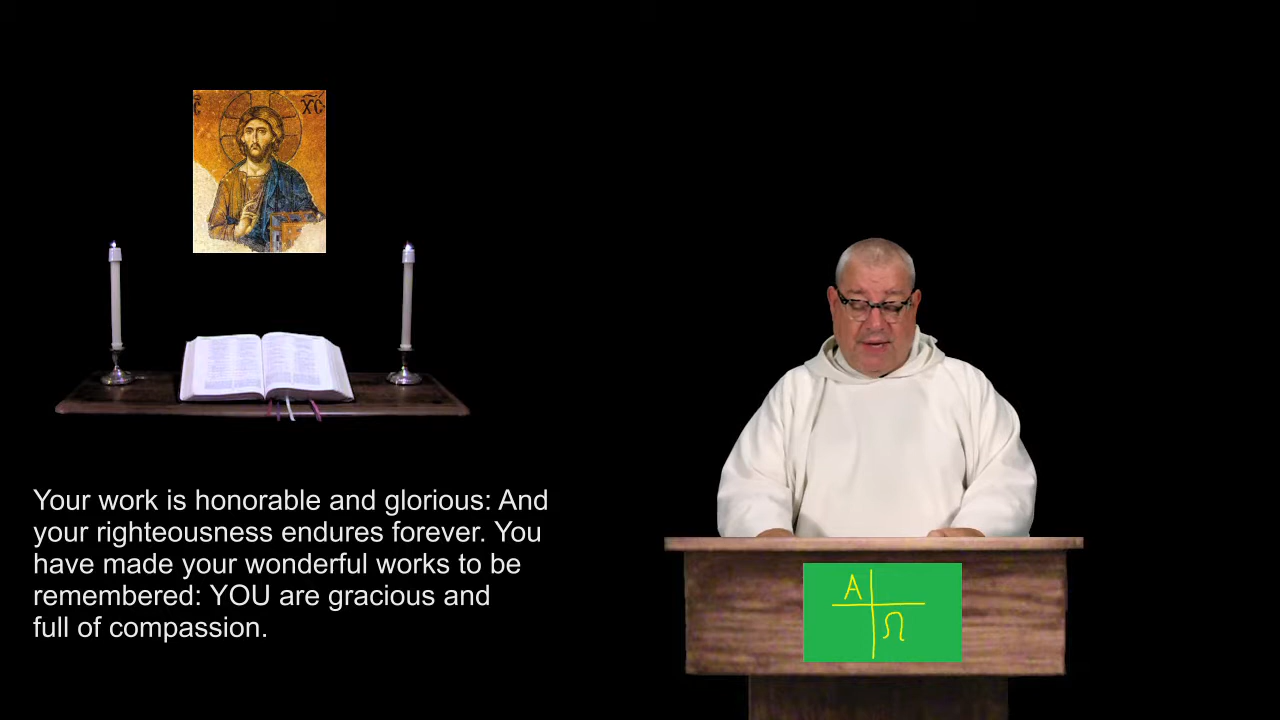 C
XC
Your work is honorable and glorious: And
your righteousness endures forever. You
have made your wonderful works to be
remembered: YOU are gracious and
full of compassion.
A
Ω